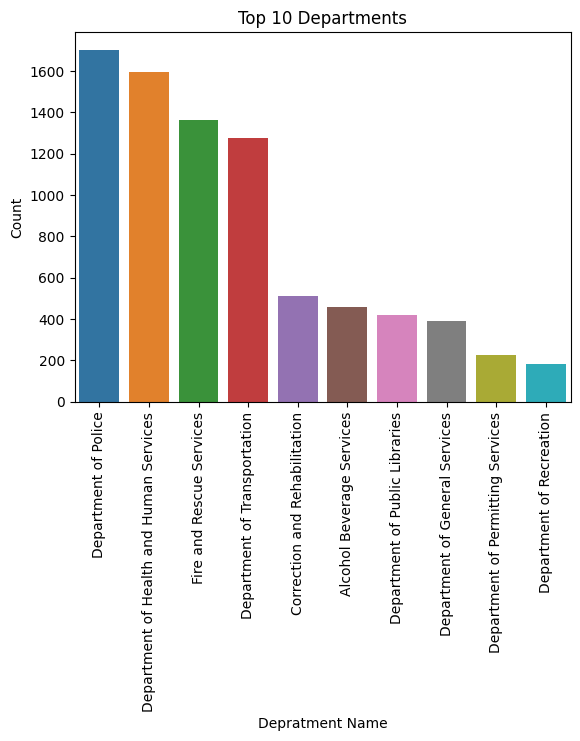 Top 10 Departments
1600
1400
1200
1000
800
600
400
200
0
Count
Department of Police
Department of Health and Human Services
Fire and Rescue Services
Department of Transportation
Correction and Rehabilitation
Alcohol Beverage Services
Department of Public Libraries
Department of General Services
Department of Permitting Services
Department of Recreation
Depratment Name